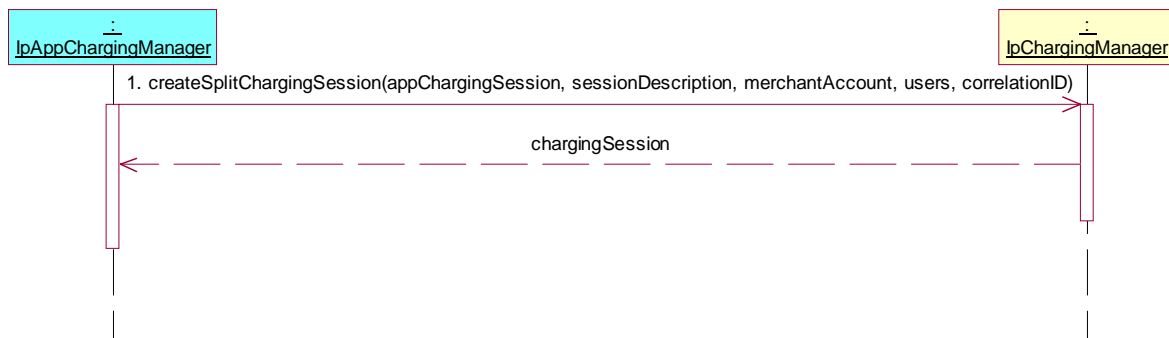 :
IpAppChargingManager
:
IpChargingManager
1. createSplitChargingSession(appChargingSession, sessionDescription, merchantAccount, users, correlationID)
chargingSession